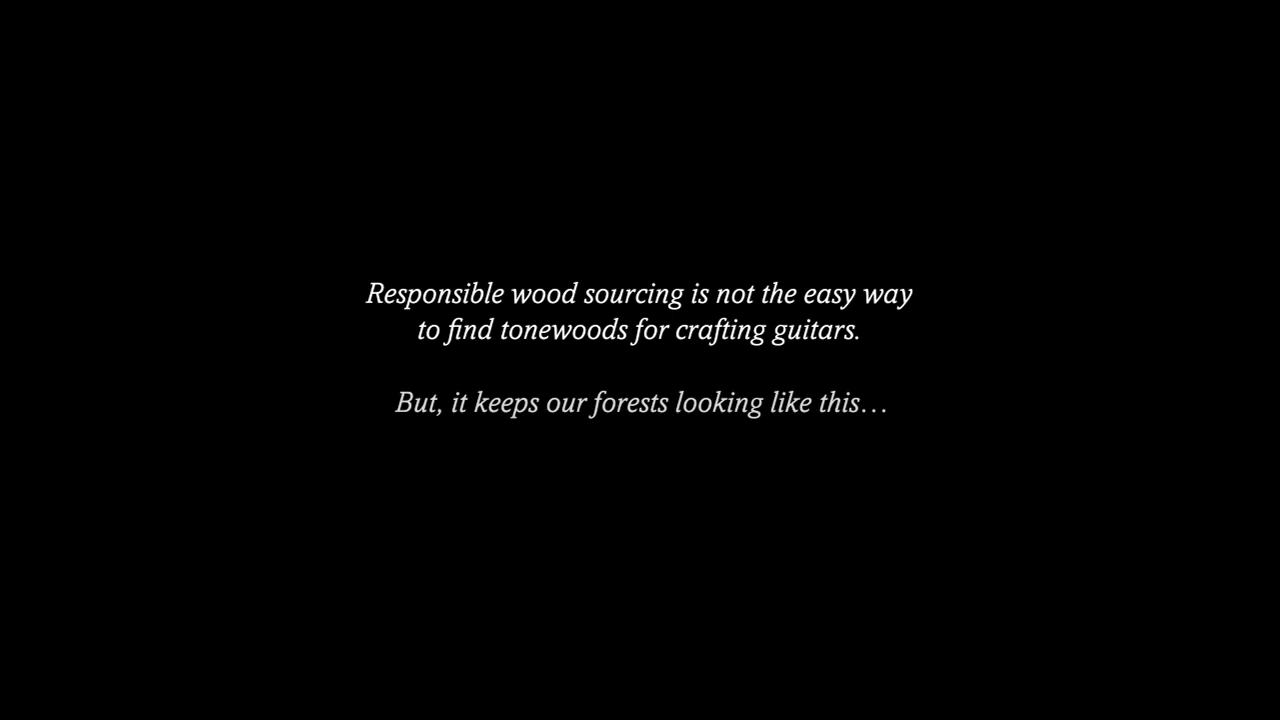 Responsible wood sourcing is not the easy way
to find tonewoods for crafting guitars.
But, it keeps our forests looking like this…